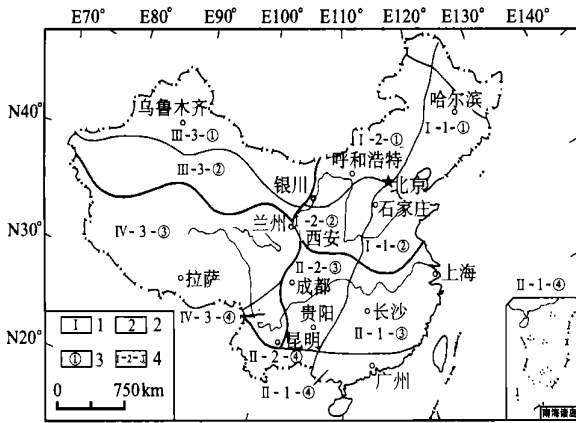 E70° E80° E90° E100° E110° E120° E130° E140°
N40°
N30°
N20°
乌鲁木齐
哈尔滨
III-3-①
I-2-①
I-1-①
呼和浩特
III-3-②
银川
北京
石家庄
兰州
I-2-②
西安
I-1-②
IV-3-③
II-2-③
上海
拉萨
成都
II-1-④
贵阳
长沙
IV-3-④
II-1-③
昆明
II-2-④
广州
II-1-④
I 1 2 2
① 3 1-2-3 4
0 750 km
南海诸岛